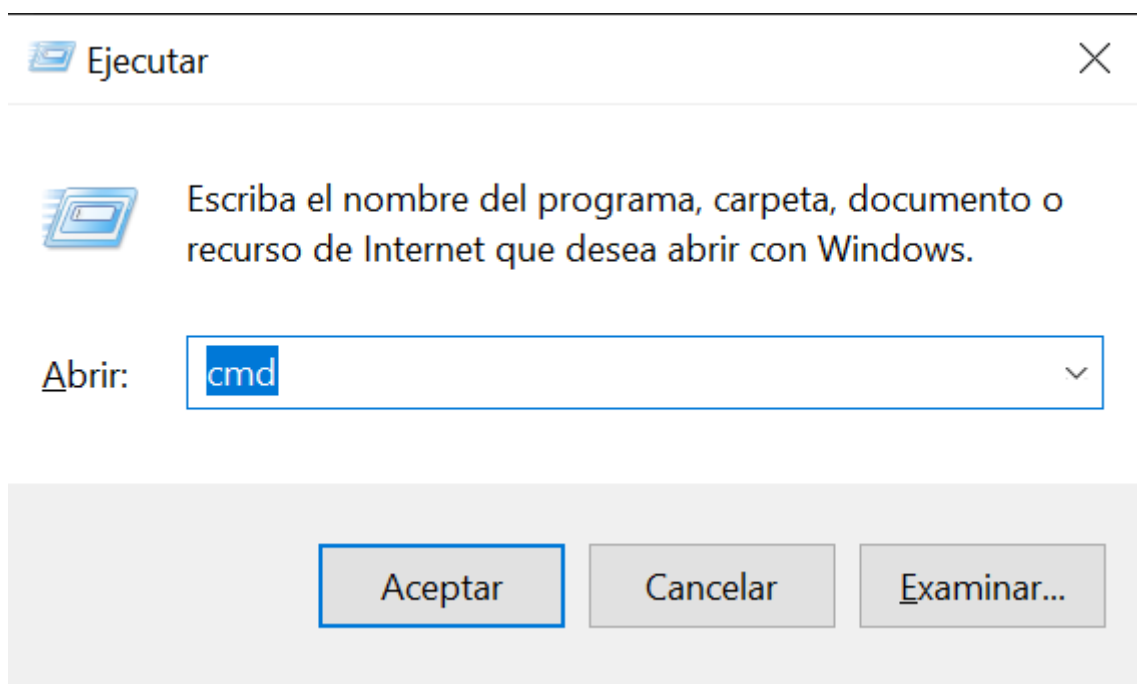 Ejecutar
Escriba el nombre del programa, carpeta, documento o
recurso de Internet que desea abrir con Windows.
Abrir: cmd
Aceptar Cancelar Examinar...